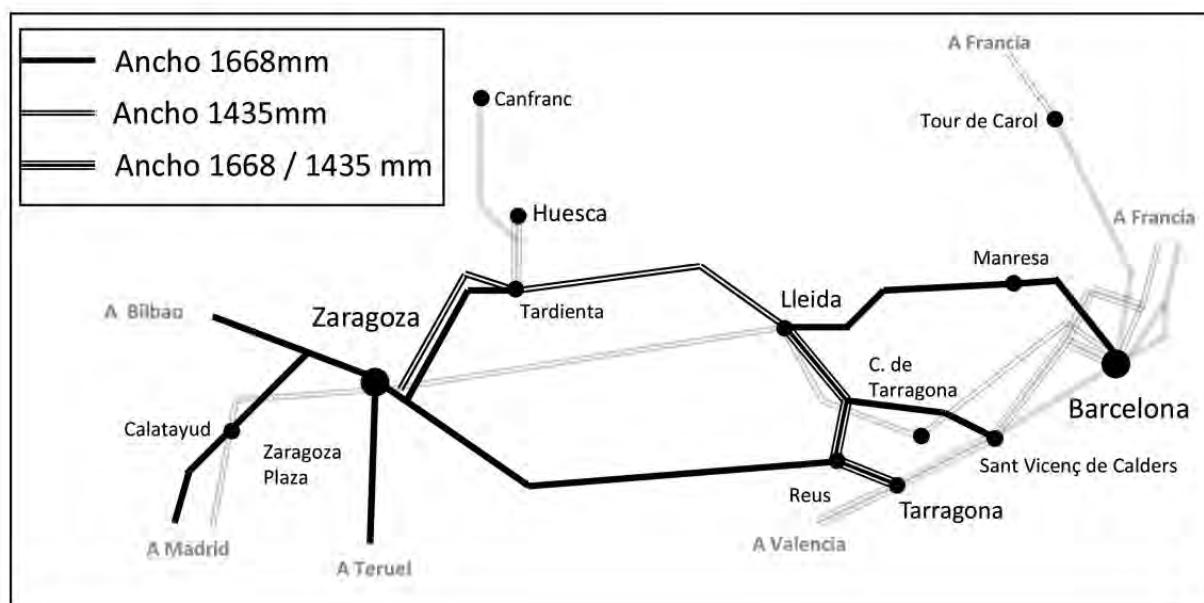 Ancho 1668mm
Ancho 1435mm
Ancho 1668 / 1435 mm
A Francia
Canfranc
Tour de Carol
Huesca
A Francia
Manresa
Tardienta
Lleida
A Bilbao
Zaragoza
C. de
Tarragona
Barcelona
Calatayud
Zaragoza
Plaza
Sant Vicenç de Calders
Reus
Tarragona
A Madrid
A Teruel
A Valencia